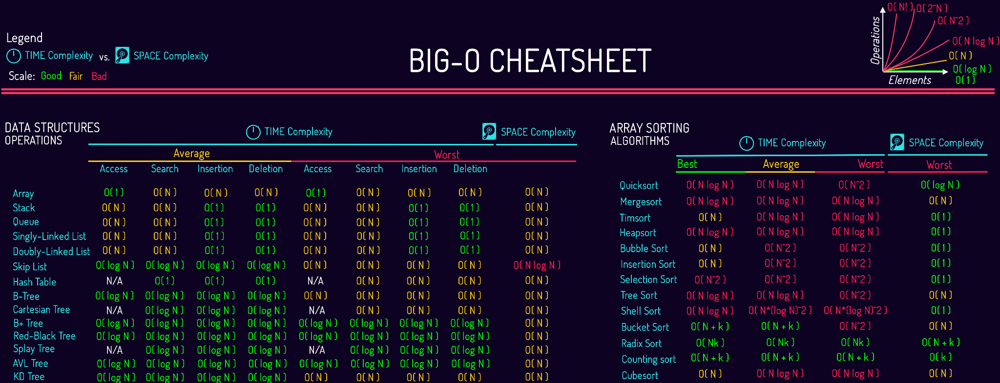 Legend
TIME Complexity vs. SPACE Complexity
Scale: Good Fair Bad
BIG-O CHEATSHEET
O( N! ) O( 2^N )
O( N^2 )
O( N log N )
O( N )
O( log N )
O( 1 )
Operations
Elements
DATA STRUCTURES
OPERATIONS
TIME Complexity SPACE Complexity
Average Worst
Access Search Insertion Deletion Access Search Insertion Deletion
Array O( 1 ) O( N ) O( N ) O( N ) O( 1 ) O( N ) O( N ) O( N ) O( N )
Stack O( N ) O( N ) O( 1 ) O( 1 ) O( N ) O( N ) O( 1 ) O( 1 ) O( N )
Queue O( N ) O( N ) O( 1 ) O( 1 ) O( N ) O( N ) O( 1 ) O( 1 ) O( N )
Singly-Linked List O( N ) O( N ) O( 1 ) O( 1 ) O( N ) O( N ) O( 1 ) O( 1 ) O( N )
Doubly-Linked List O( N ) O( N ) O( 1 ) O( 1 ) O( N ) O( N ) O( 1 ) O( 1 ) O( N )
Skip List O( log N ) O( log N ) O( log N ) O( log N ) O( N ) O( N ) O( N ) O( N ) O( N log N )
Hash Table N/A O( 1 ) O( 1 ) O( 1 ) N/A O( N ) O( N ) O( N ) O( N )
B-Tree O( log N ) O( log N ) O( log N ) O( log N ) O( N ) O( N ) O( N ) O( N ) O( N )
Cartesian Tree N/A O( log N ) O( log N ) O( log N ) N/A O( N ) O( N ) O( N ) O( N )
B+ Tree O( log N ) O( log N ) O( log N ) O( log N ) O( log N ) O( log N ) O( log N ) O( log N ) O( N )
Red-Black Tree O( log N ) O( log N ) O( log N ) O( log N ) O( log N ) O( log N ) O( log N ) O( log N ) O( N )
Splay Tree N/A O( log N ) O( log N ) O( log N ) N/A O( log N ) O( log N ) O( log N ) O( N )
AVL Tree O( log N ) O( log N ) O( log N ) O( log N ) O( log N ) O( log N ) O( log N ) O( log N ) O( N )
KD Tree O( log N ) O( log N ) O( log N ) O( log N ) O( N ) O( N ) O( N ) O( N ) O( N )
ARRAY SORTING
ALGORITHMS
TIME Complexity SPACE Complexity
Best Average Worst Worst
Quicksort O( N log N ) O( N log N ) O( N^2 ) O( log N )
Mergesort O( N log N ) O( N log N ) O( N log N ) O( N )
Timsort O( N ) O( N log N ) O( N log N ) O( 1 )
Heapsort O( N log N ) O( N log N ) O( N log N ) O( 1 )
Bubble Sort O( N ) O( N^2 ) O( N^2 ) O( 1 )
Insertion Sort O( N ) O( N^2 ) O( N^2 ) O( 1 )
Selection Sort O( N^2 ) O( N^2 ) O( N^2 ) O( 1 )
Tree Sort O( N log N ) O( N log N ) O( N^2 ) O( N )
Shell Sort O( N log N ) O( N*(log N)^2 ) O( N*(log N)^2 ) O( 1 )
Bucket Sort O( N + k ) O( N + k ) O( N^2 ) O( N )
Radix Sort O( Nk ) O( Nk ) O( Nk ) O( N + k )
Counting sort O( N + k ) O( N + k ) O( N + k ) O( k )
Cubesort O( N ) O( N log N ) O( N log N ) O( N )